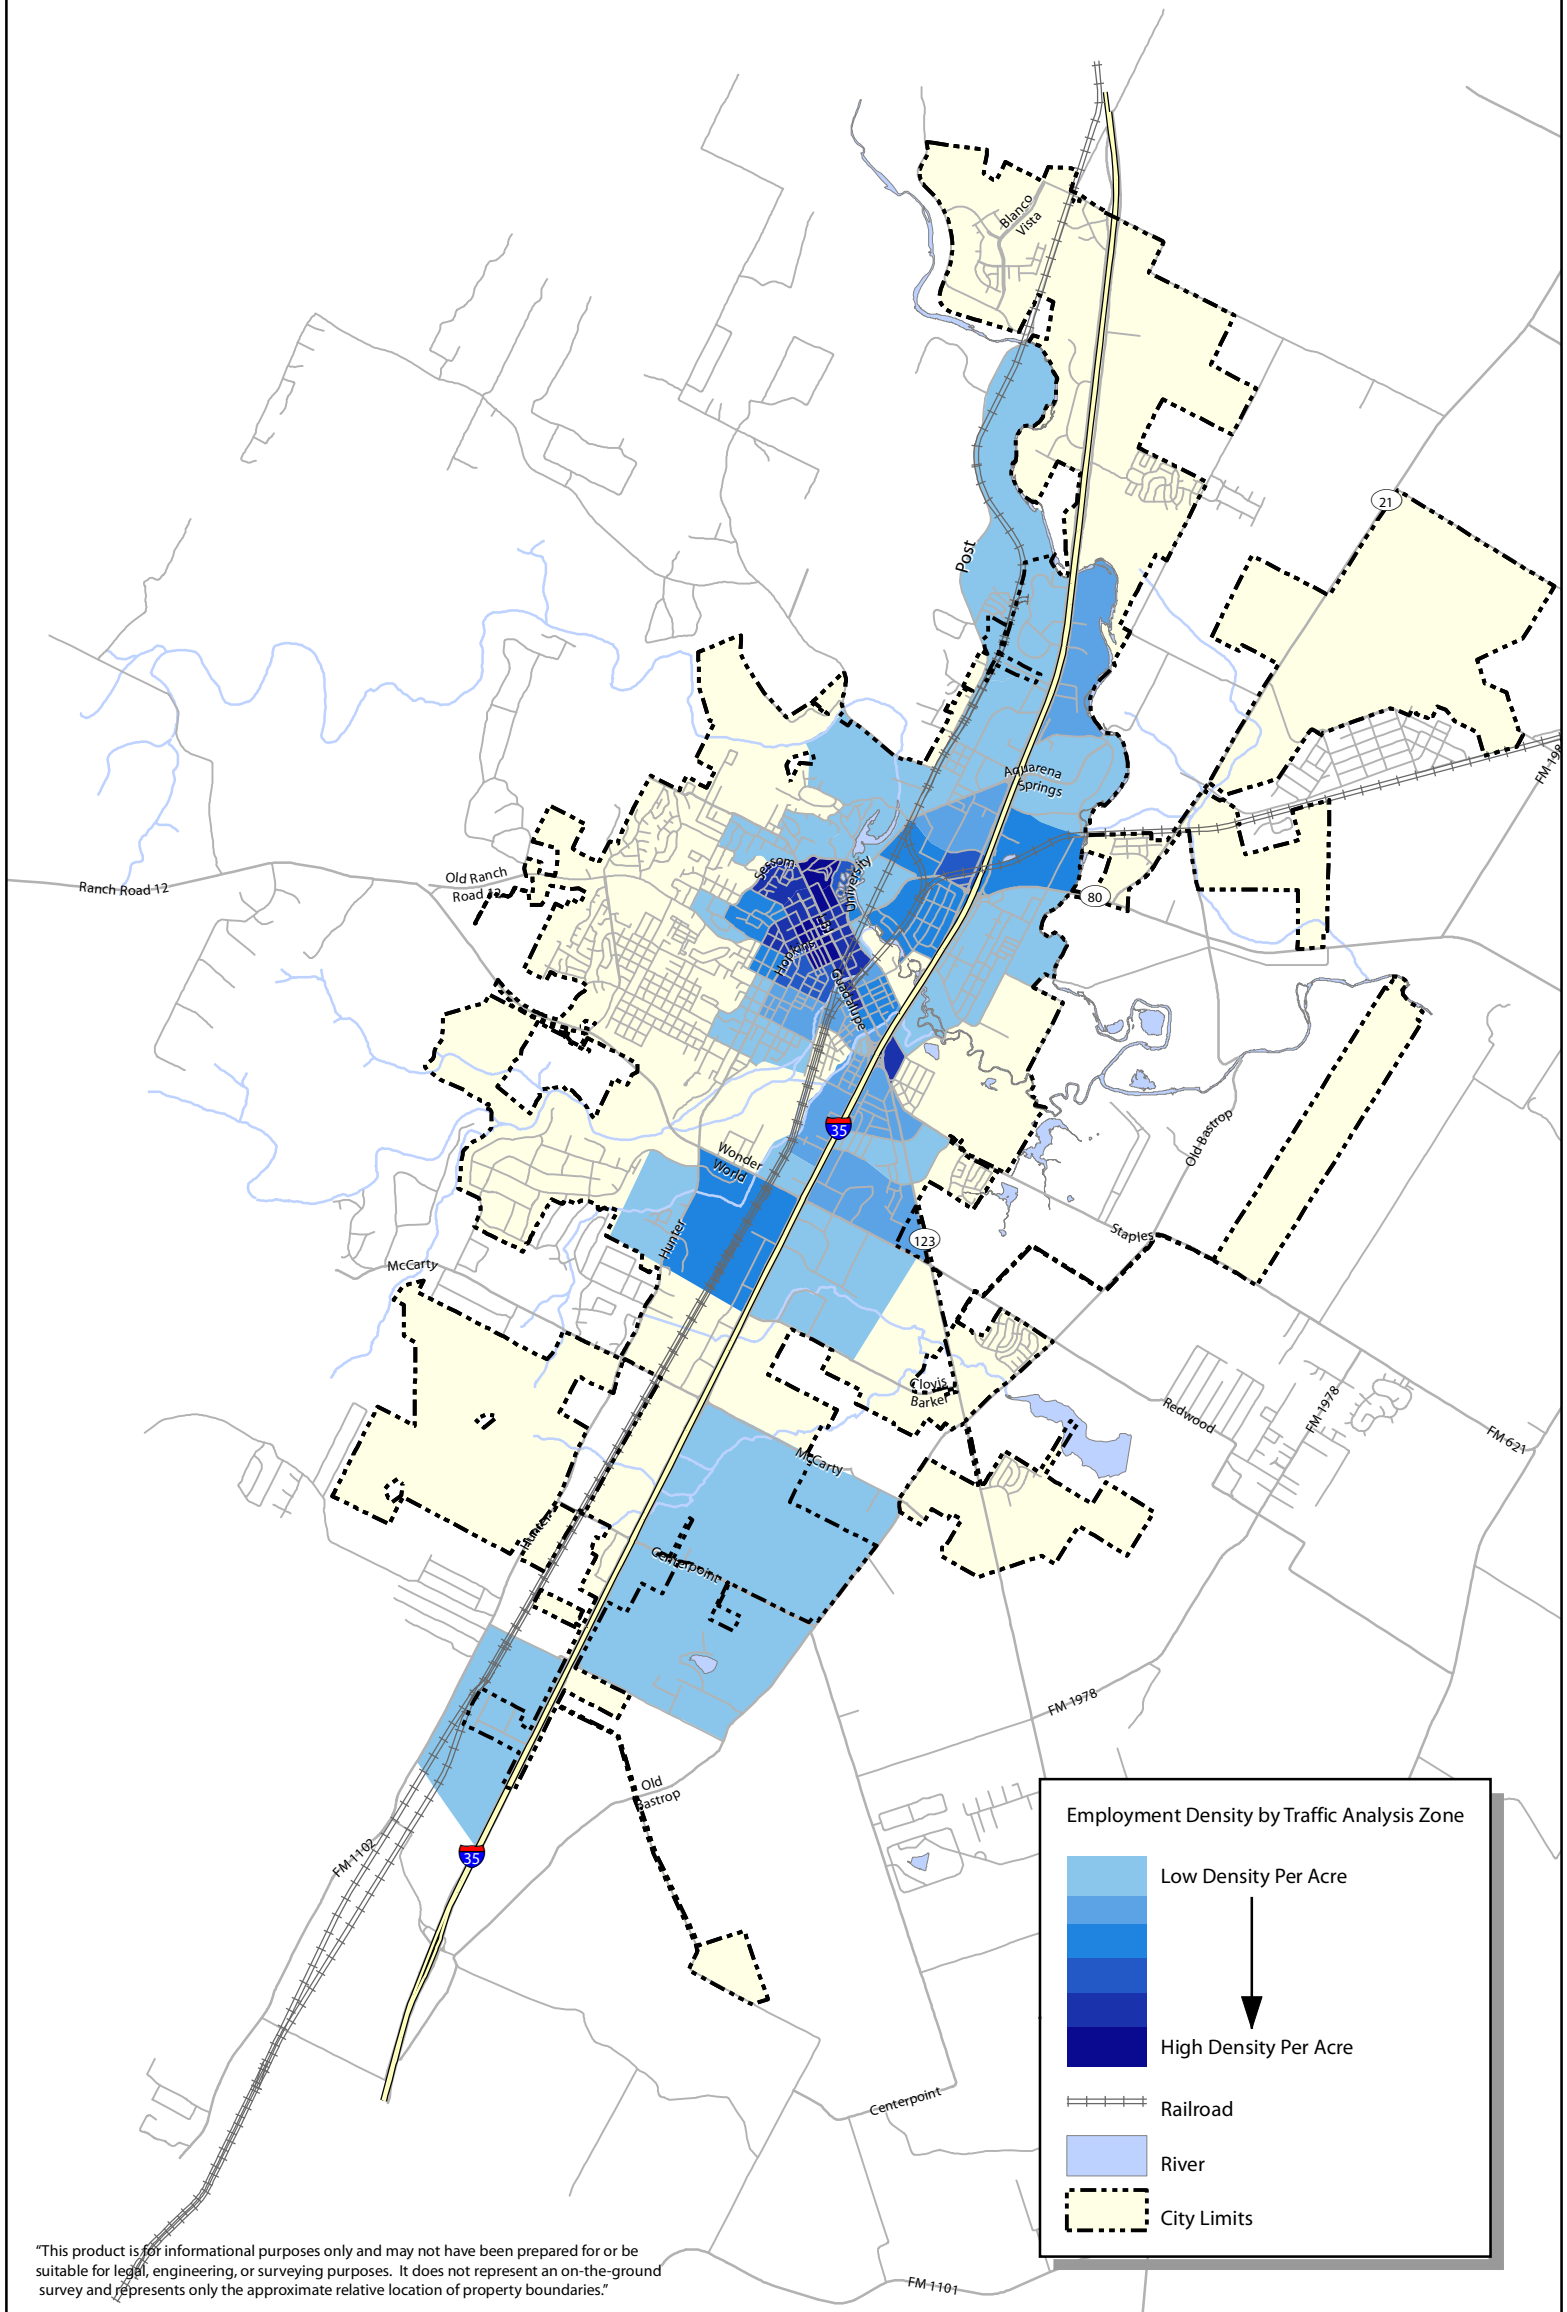 Blanco
Vista
21
Post
FM 198
Aquarena
Springs
Sessom
University
Ranch Road 12
Old Ranch
Road 12
80
LBJ
Hopkins
Guadalupe
35
Old Bastrop
Wonder
World
Hunter
123
Staples
McCarty
Clovis
Barker
Redwood
FM 1978
FM 621
McCarty
Hunter
Centerpoint
FM 1978
Old
Bastrop
FM 1102
35
Employment Density by Traffic Analysis Zone
Low Density Per Acre
High Density Per Acre
Railroad
River
City Limits
Centerpoint
FM 1101
"This product is for informational purposes only and may not have been prepared for or be
suitable for legal, engineering, or surveying purposes. It does not represent an on-the-ground
survey and represents only the approximate relative location of property boundaries."